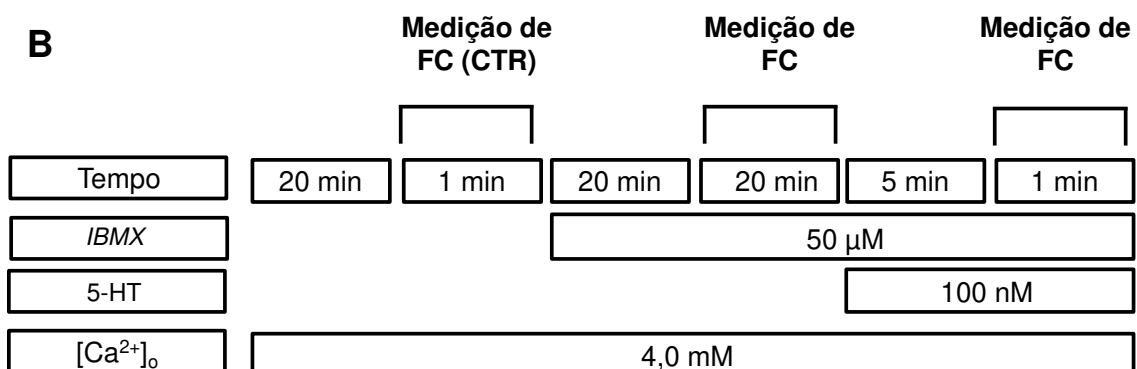 B
Medição de
FC (CTR)
Medição de
FC
Medição de
FC
Tempo
20 min
1 min
20 min
20 min
5 min
1 min
IBMX
50 µM
5-HT
100 nM
[Ca²⁺]ₒ
4,0 mM